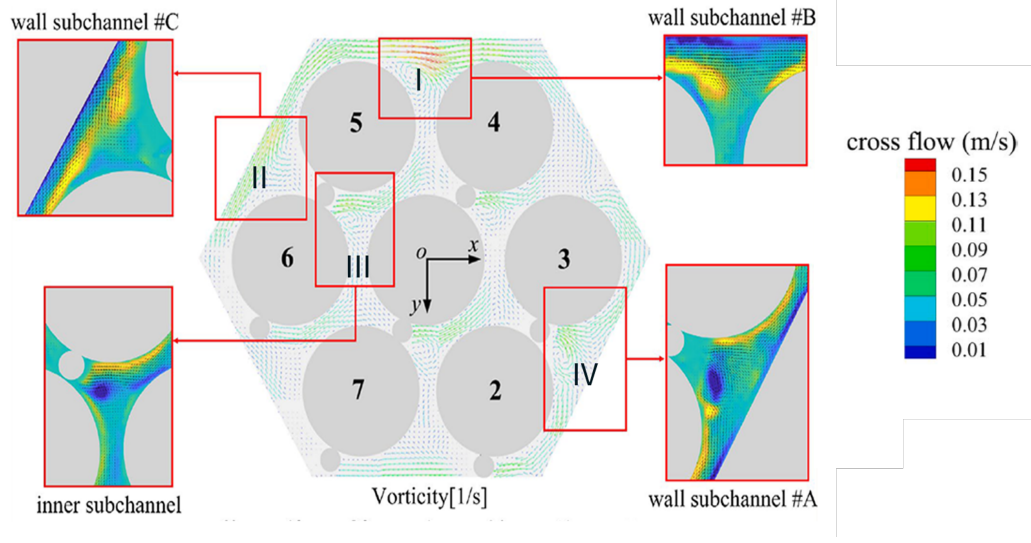 wall subchannel #C
wall subchannel #B
I
5
4
cross flow (m/s)
0.15
0.13
0.11
0.09
0.07
0.05
0.03
0.01
II
6
III
o
x
y
3
IV
7
2
inner subchannel
Vorticity[1/s]
wall subchannel #A